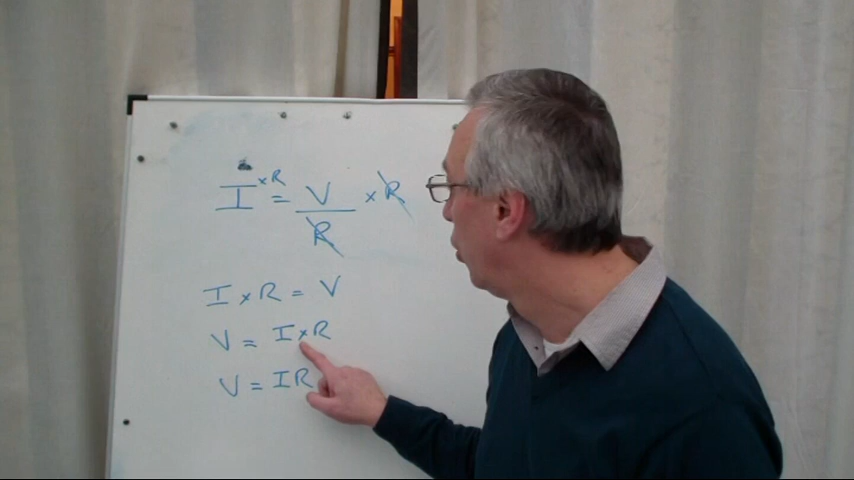 I × R = V / R × R
I × R = V
V = I × R
V = IR